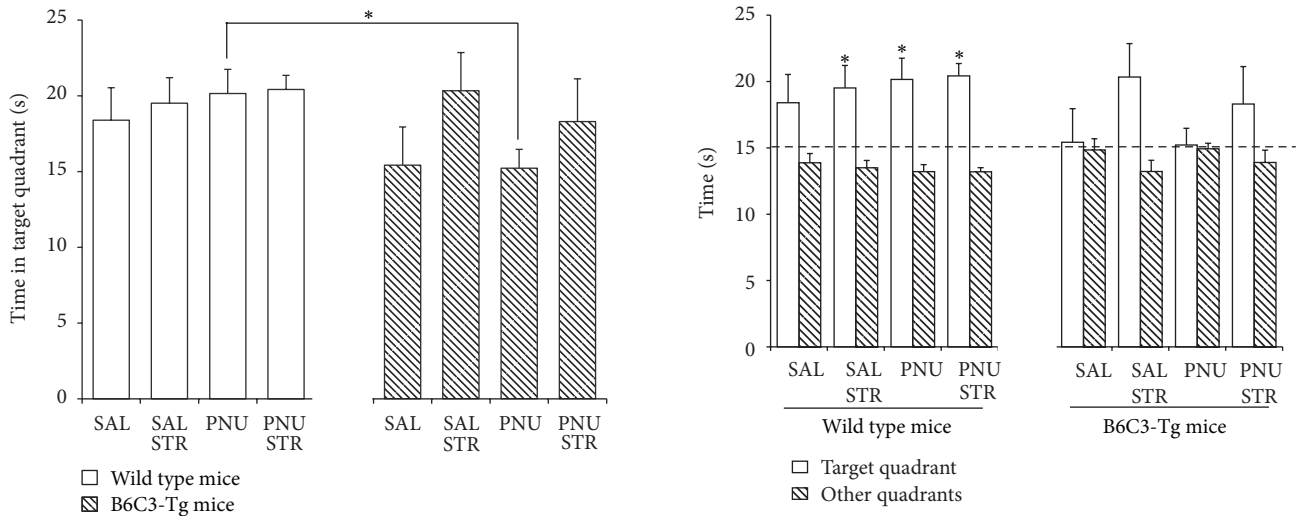 25
20
15
10
5
0
Time in target quadrant (s)
*
SAL SAL PNU PNU SAL SAL PNU PNU
STR STR STR STR
Wild type mice
B6C3-Tg mice
25
20
15
10
5
0
Time (s)
* * *
SAL SAL PNU PNU SAL SAL PNU PNU
STR STR STR STR
Wild type mice B6C3-Tg mice
Target quadrant
Other quadrants